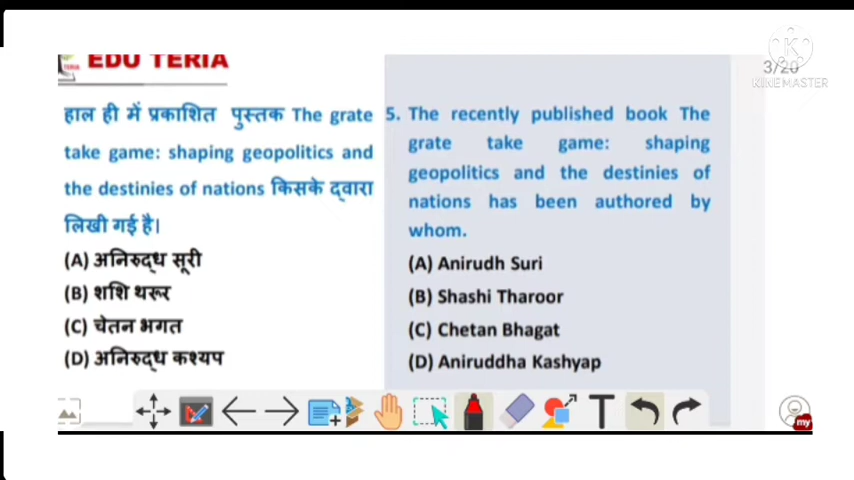 EDU TERIA
3/20
KINEMASTER
हाल ही में प्रकाशित पुस्तक The grate
take game: shaping geopolitics and
the destinies of nations किसके द्वारा
लिखी गई है।
(A) अनिरुद्ध सूरी
(B) शशि थरूर
(C) चेतन भगत
(D) अनिरुद्ध कश्यप
5. The recently published book The
grate take game: shaping
geopolitics and the destinies of
nations has been authored by
whom.
(A) Anirudh Suri
(B) Shashi Tharoor
(C) Chetan Bhagat
(D) Aniruddha Kashyap
T
my